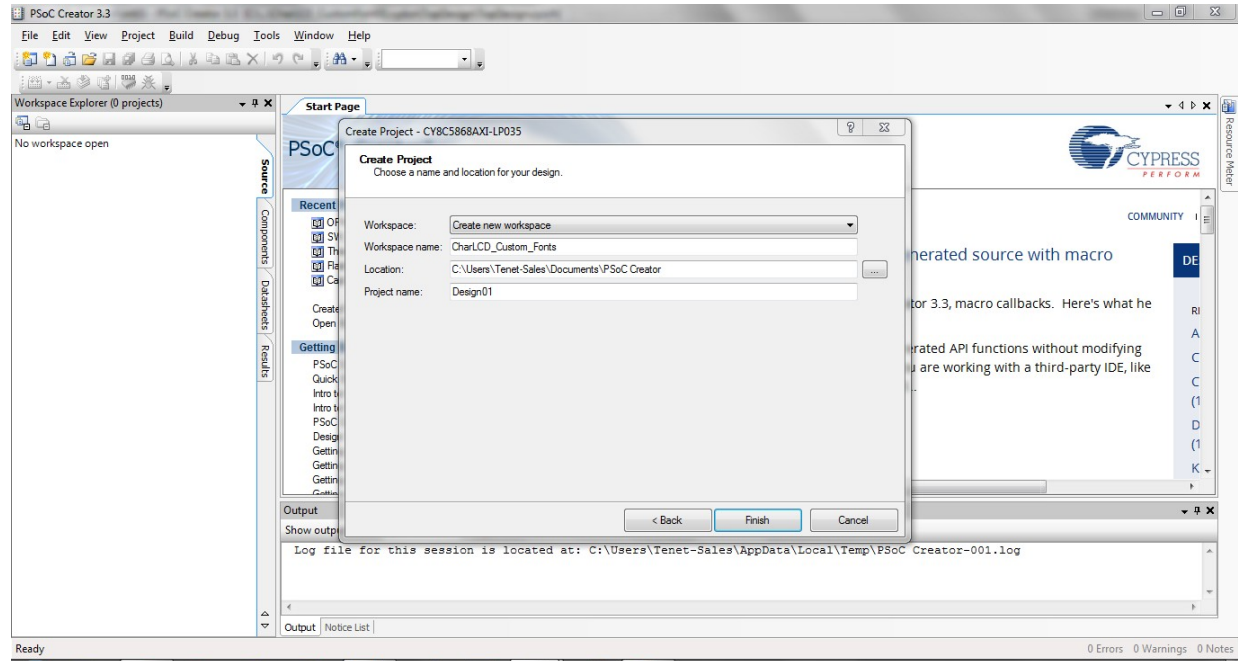 PSoC Creator 3.3
File Edit View Project Build Debug Tools Window Help
Workspace Explorer (0 projects)
No workspace open
Source
Components
Datasheets
Results
Start Page
PSoC
Recent
Create
Open
Getting
PSoC
Quick
Intro t
Intro t
PSoC
Desig
Gettin
Gettin
Gettin
Create Project - CY8C5868AXI-LP035
Create Project
Choose a name and location for your design.
Workspace: Create new workspace
Workspace name: CharLCD_Custom_Fonts
Location: C:\Users\Tenet-Sales\Documents\PSoC Creator ...
Project name: Design01
< Back Finish Cancel
CYPRESS
PERFORM
COMMUNITY
nerated source with macro
DE
tor 3.3, macro callbacks. Here's what he
erated API functions without modifying
u are working with a third-party IDE, like
RI
A
C
C
(1
D
(1
K
Resource Meter
Output
Show outp
Log file for this session is located at: C:\Users\Tenet-Sales\AppData\Local\Temp\PSoC Creator-001.log
Output Notice List
Ready
0 Errors 0 Warnings 0 Notes